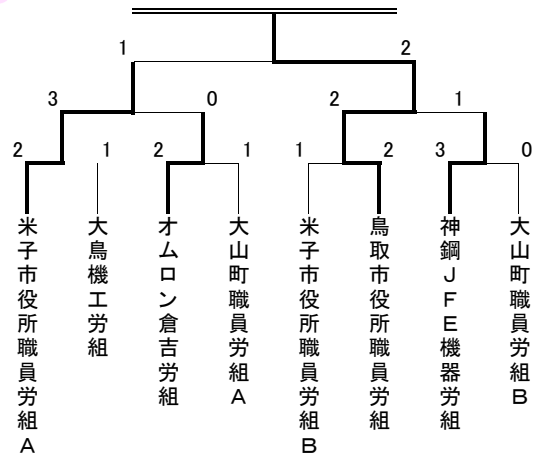 1 2
3 0 2 1
2 1 2 1 1 2 3 0
米子市役所職員労組A
大鳥機工労組
オムロン倉吉労組
大山町職員労組A
米子市役所職員労組B
鳥取市役所職員労組
神鋼JFE機器労組
大山町職員労組B